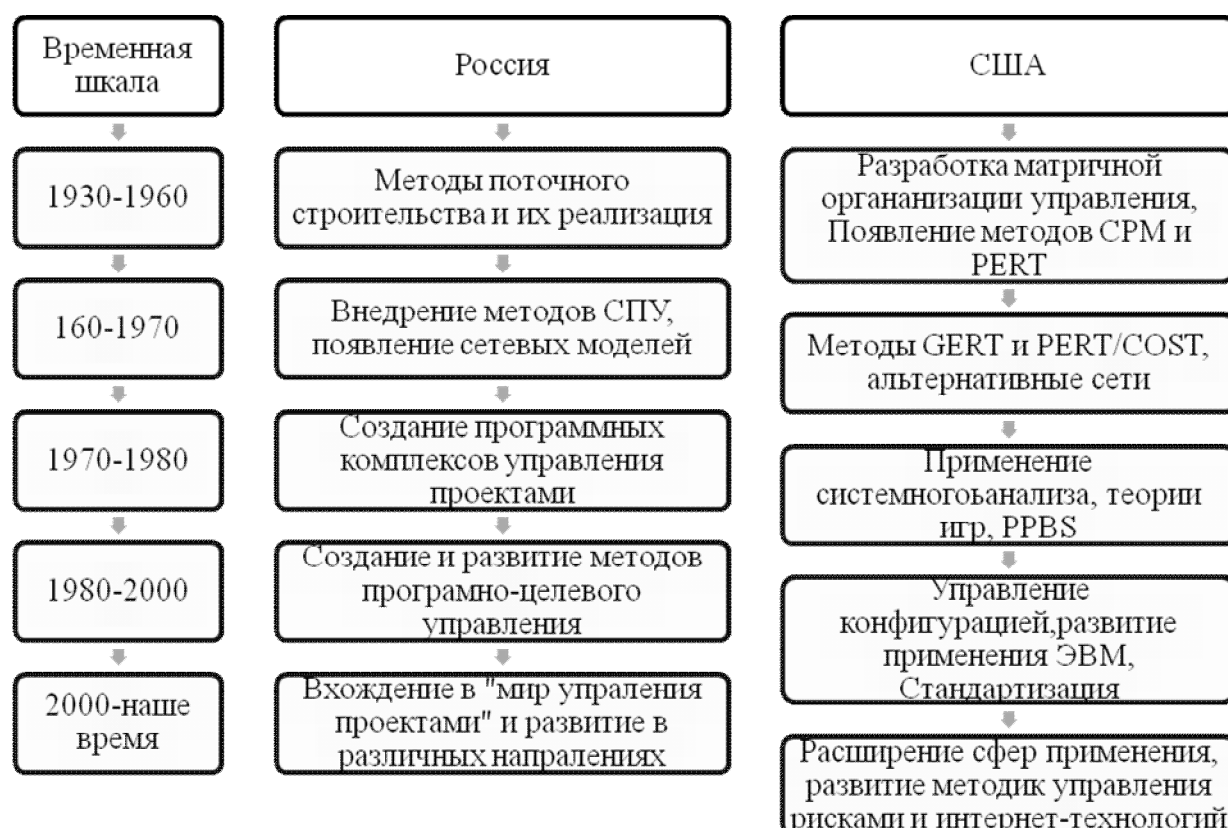 Временная
шкала
1930-1960
160-1970
1970-1980
1980-2000
2000-наше
время
Россия
Методы поточного
строительства и их реализация
Внедрение методов СПУ,
появление сетевых моделей
Создание программных
комплексов управления
проектами
Создание и развитие методов
програмно-целевого
управления
Вхождение в "мир упраления
проектами" и развитие в
различных напралениях
США
Разработка матричной
органанизации управления,
Появление методов CPM и
PERT
Методы GERT и PERT/COST,
альтернативные сети
Применение
системногоьанализа, теории
игр, PPBS
Управление
конфигурацией,развитие
применения ЭВМ,
Стандартизация
Расширение сфер применения,
развитие методик управления
рисками и интернет-технологий